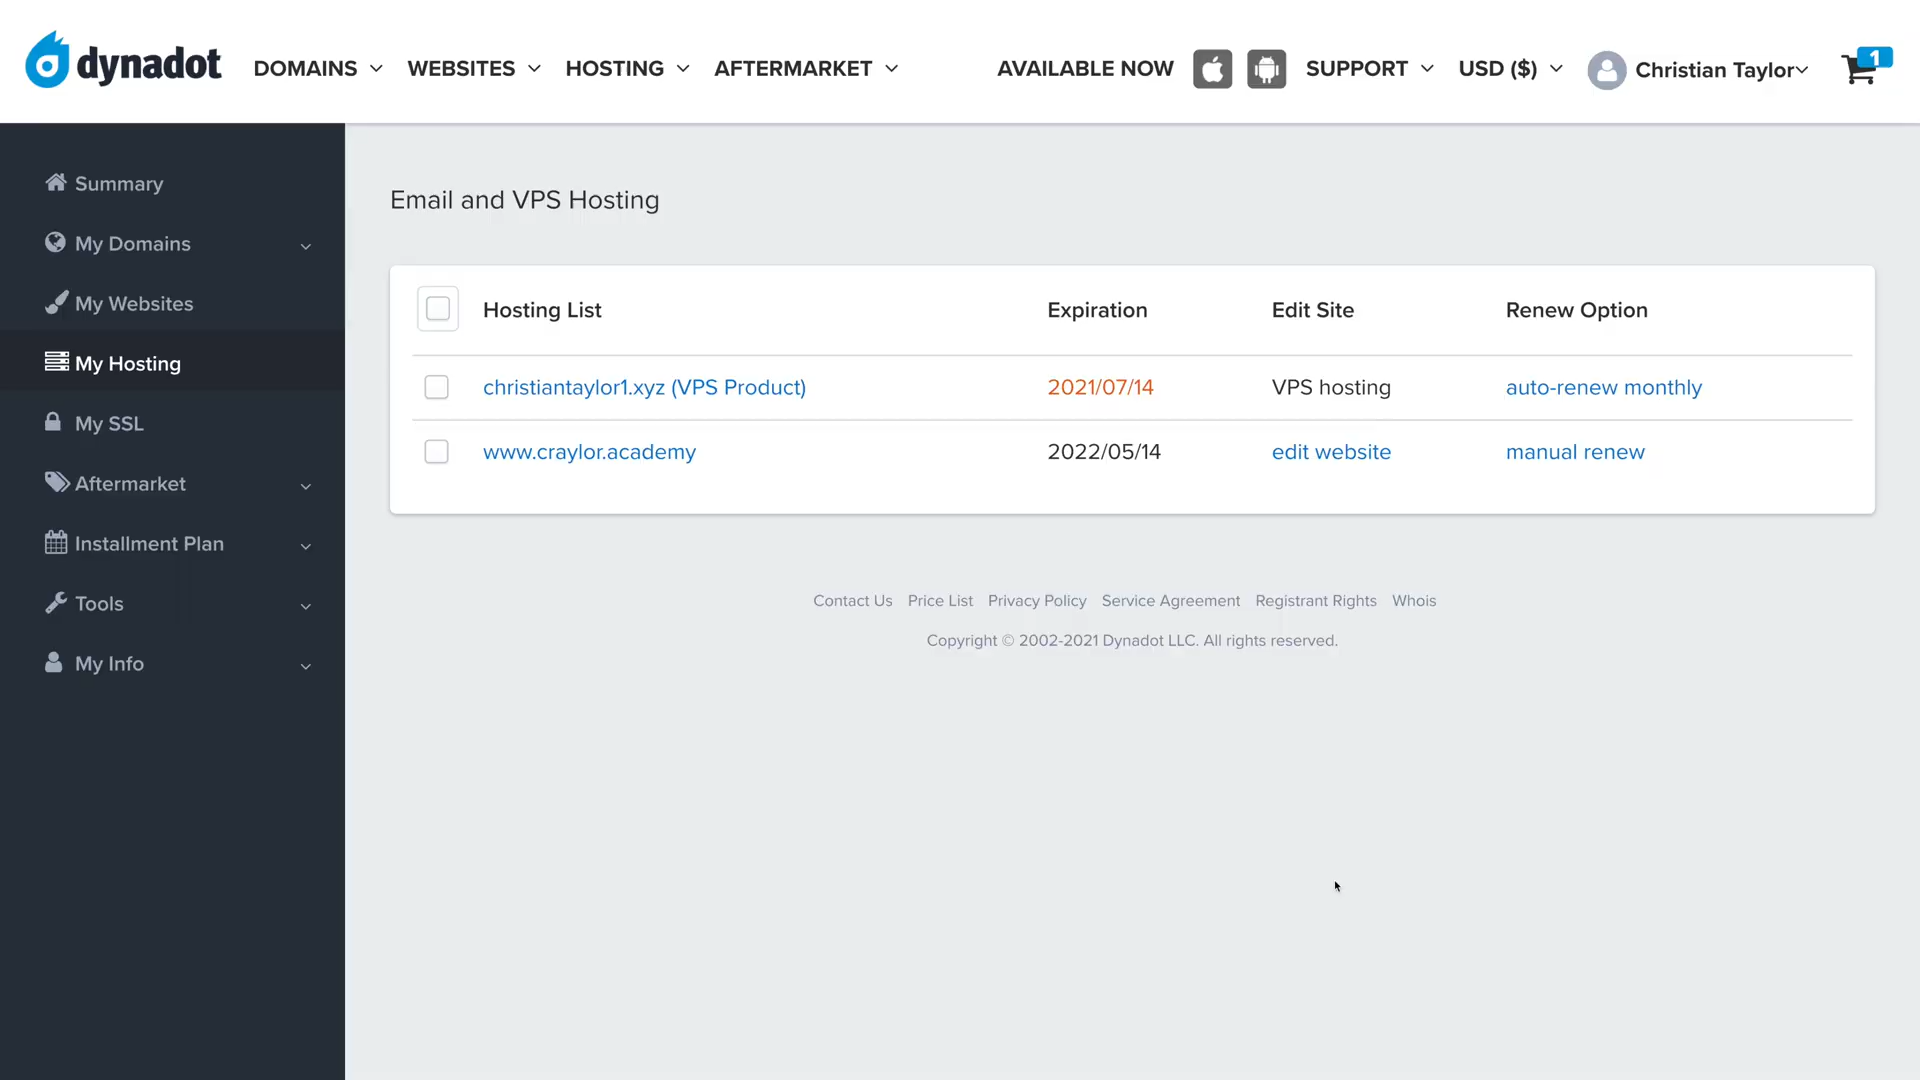 dynadot DOMAINS WEBSITES HOSTING AFTERMARKET AVAILABLE NOW SUPPORT USD ($) Christian Taylor 1
Summary
My Domains
My Websites
My Hosting
My SSL
Aftermarket
Installment Plan
Tools
My Info
Email and VPS Hosting
Hosting List Expiration Edit Site Renew Option
christiantaylor1.xyz (VPS Product) 2021/07/14 VPS hosting auto-renew monthly
www.craylor.academy 2022/05/14 edit website manual renew
Contact Us Price List Privacy Policy Service Agreement Registrant Rights Whois
Copyright © 2002-2021 Dynadot LLC. All rights reserved.